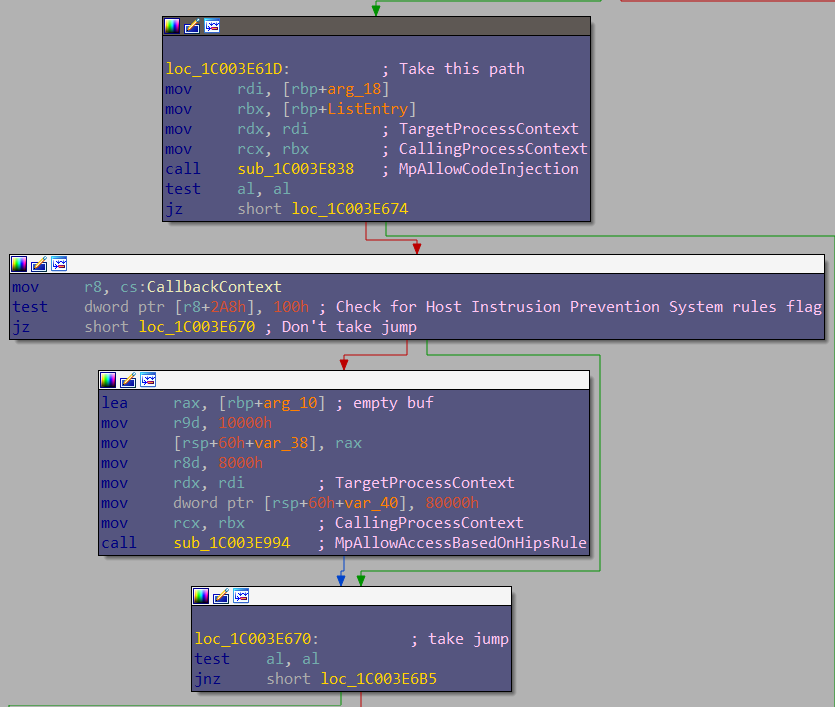 loc_1C003E61D: ; Take this path
mov rdi, [rbp+arg_18]
mov rbx, [rbp+ListEntry]
mov rdx, rdi ; TargetProcessContext
mov rcx, rbx ; CallingProcessContext
call sub_1C003E838 ; MpAllowCodeInjection
test al, al
jz short loc_1C003E674
mov r8, cs:CallbackContext
test dword ptr [r8+2A8h], 100h ; Check for Host Instrusion Prevention System rules flag
jz short loc_1C003E670 ; Don't take jump
lea rax, [rbp+arg_10] ; empty buf
mov r9d, 10000h
mov [rsp+60h+var_38], rax
mov r8d, 8000h
mov rdx, rdi ; TargetProcessContext
mov dword ptr [rsp+60h+var_40], 80000h
mov rcx, rbx ; CallingProcessContext
call sub_1C003E994 ; MpAllowAccessBasedOnHipsRule
loc_1C003E670: ; take jump
test al, al
jnz short loc_1C003E6B5